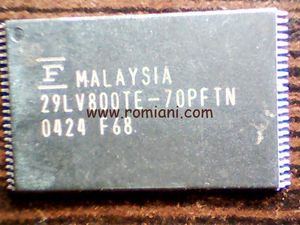 F MALAYSIA
29LV800TE-70PFTN
www.romiani.com
0424 F68